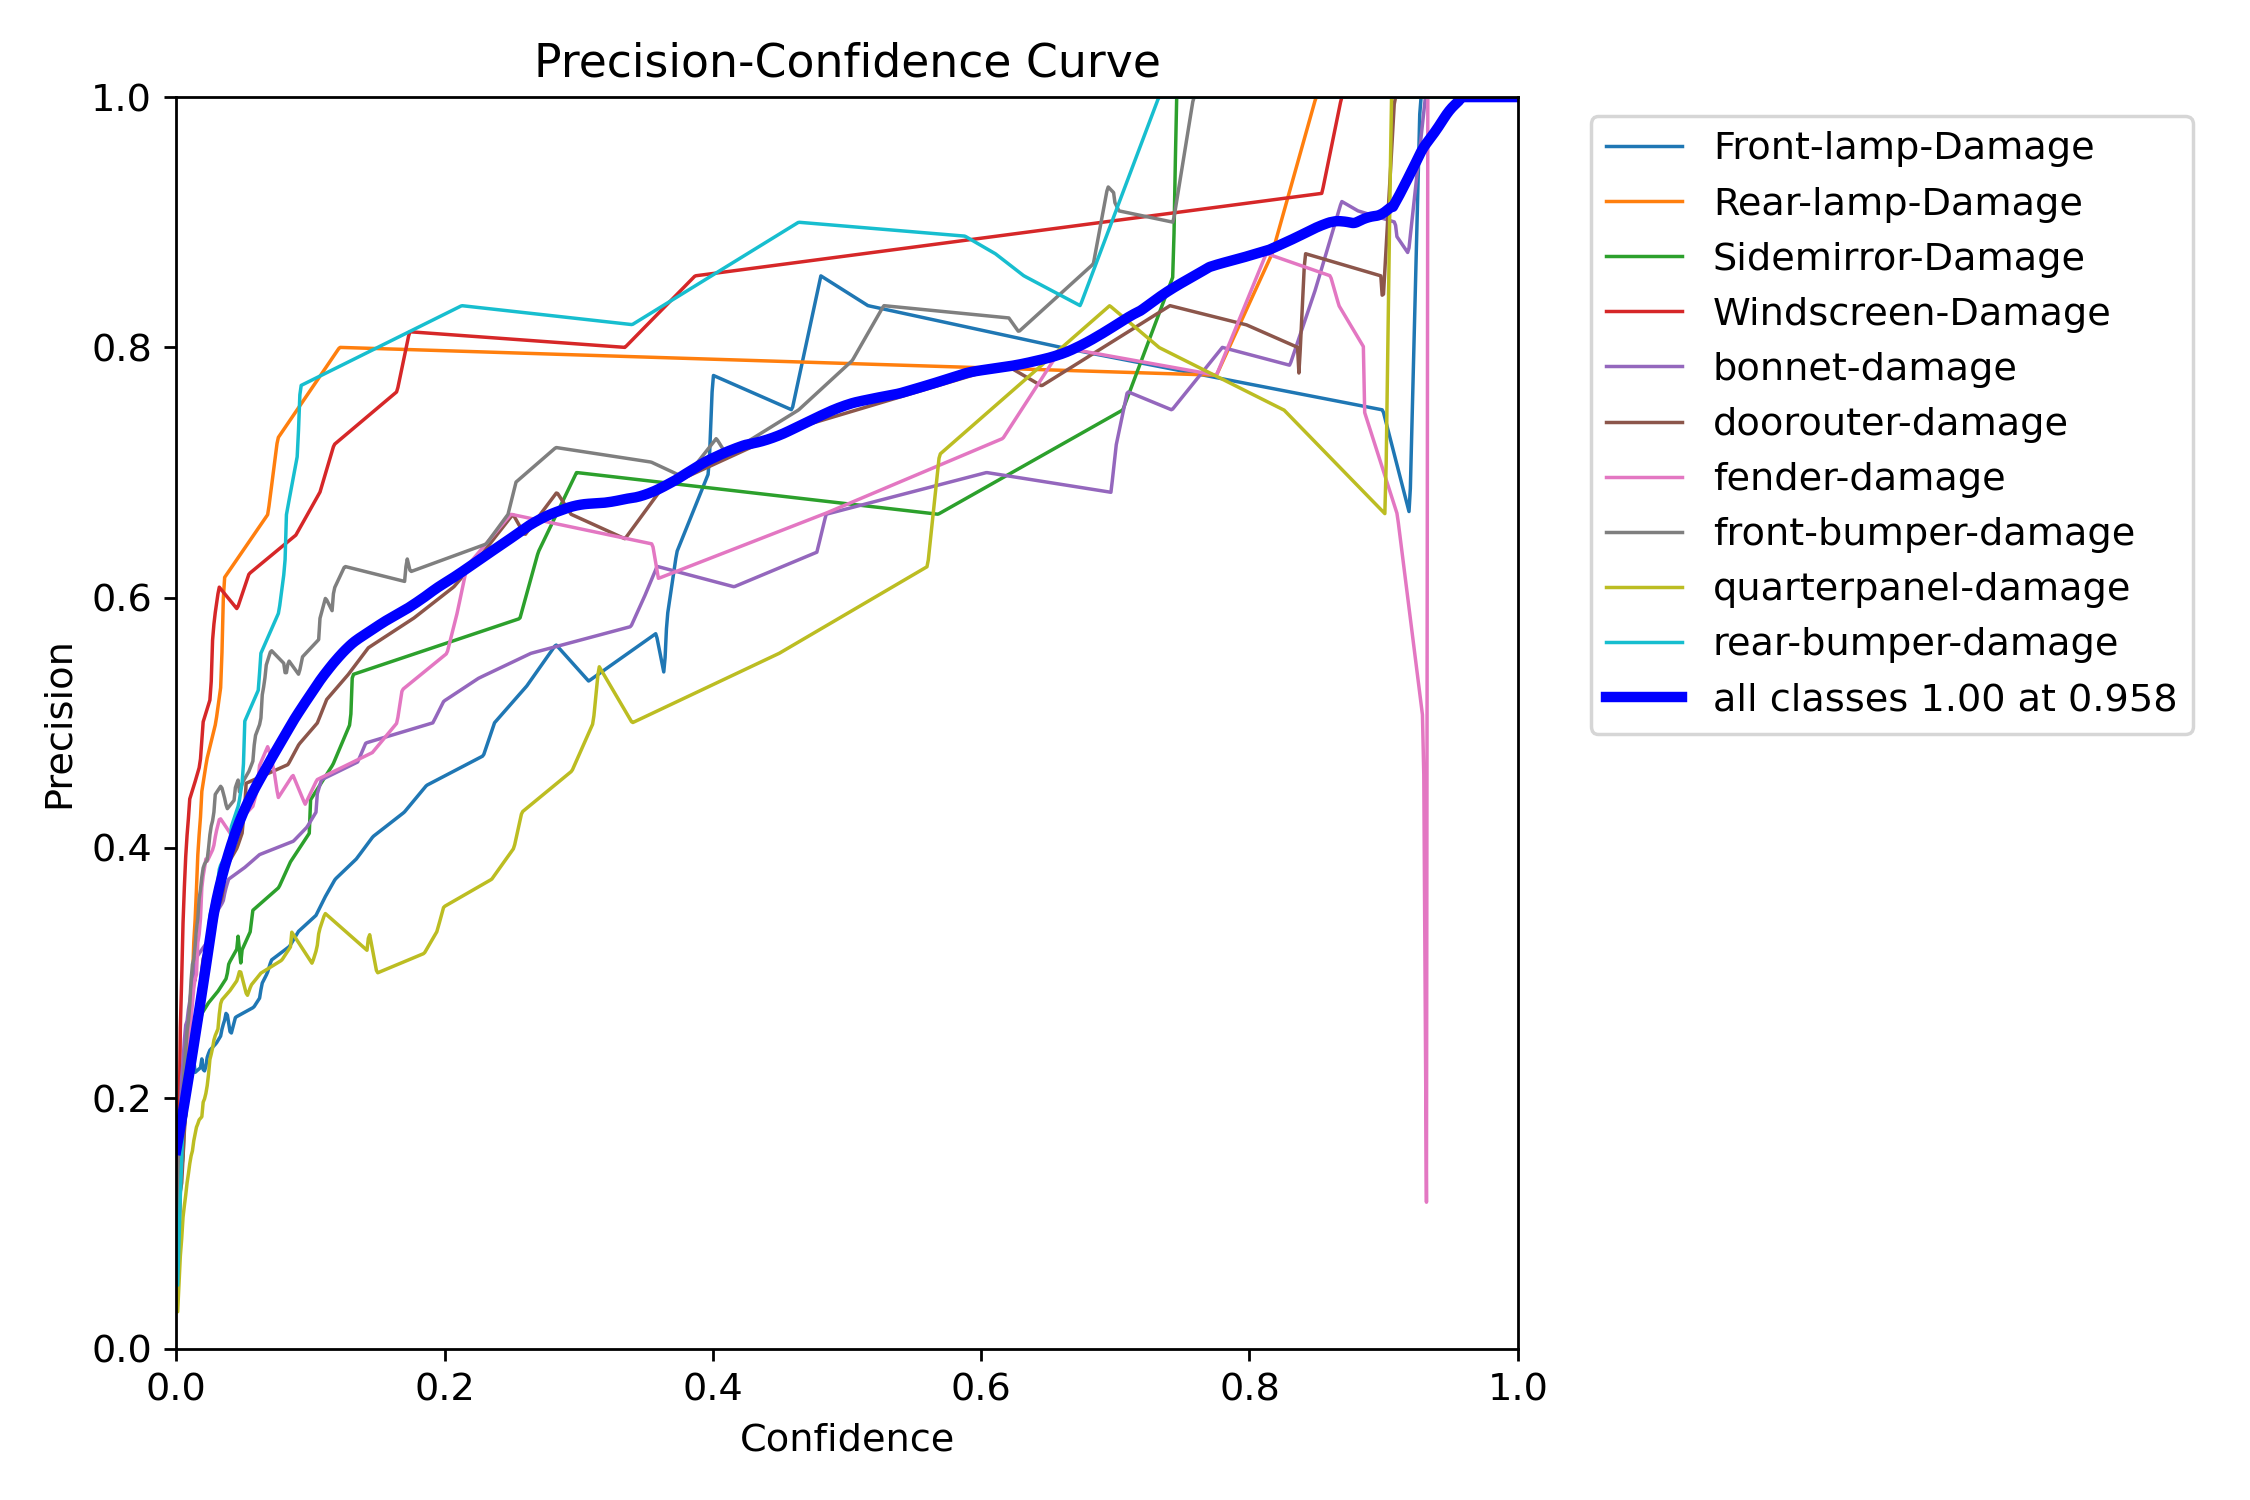 Precision-Confidence Curve
1.0
0.8
0.6
0.4
0.2
0.0
Precision
0.0 0.2 0.4 0.6 0.8 1.0
Confidence
Front-lamp-Damage
Rear-lamp-Damage
Sidemirror-Damage
Windscreen-Damage
bonnet-damage
doorouter-damage
fender-damage
front-bumper-damage
quarterpanel-damage
rear-bumper-damage
all classes 1.00 at 0.958